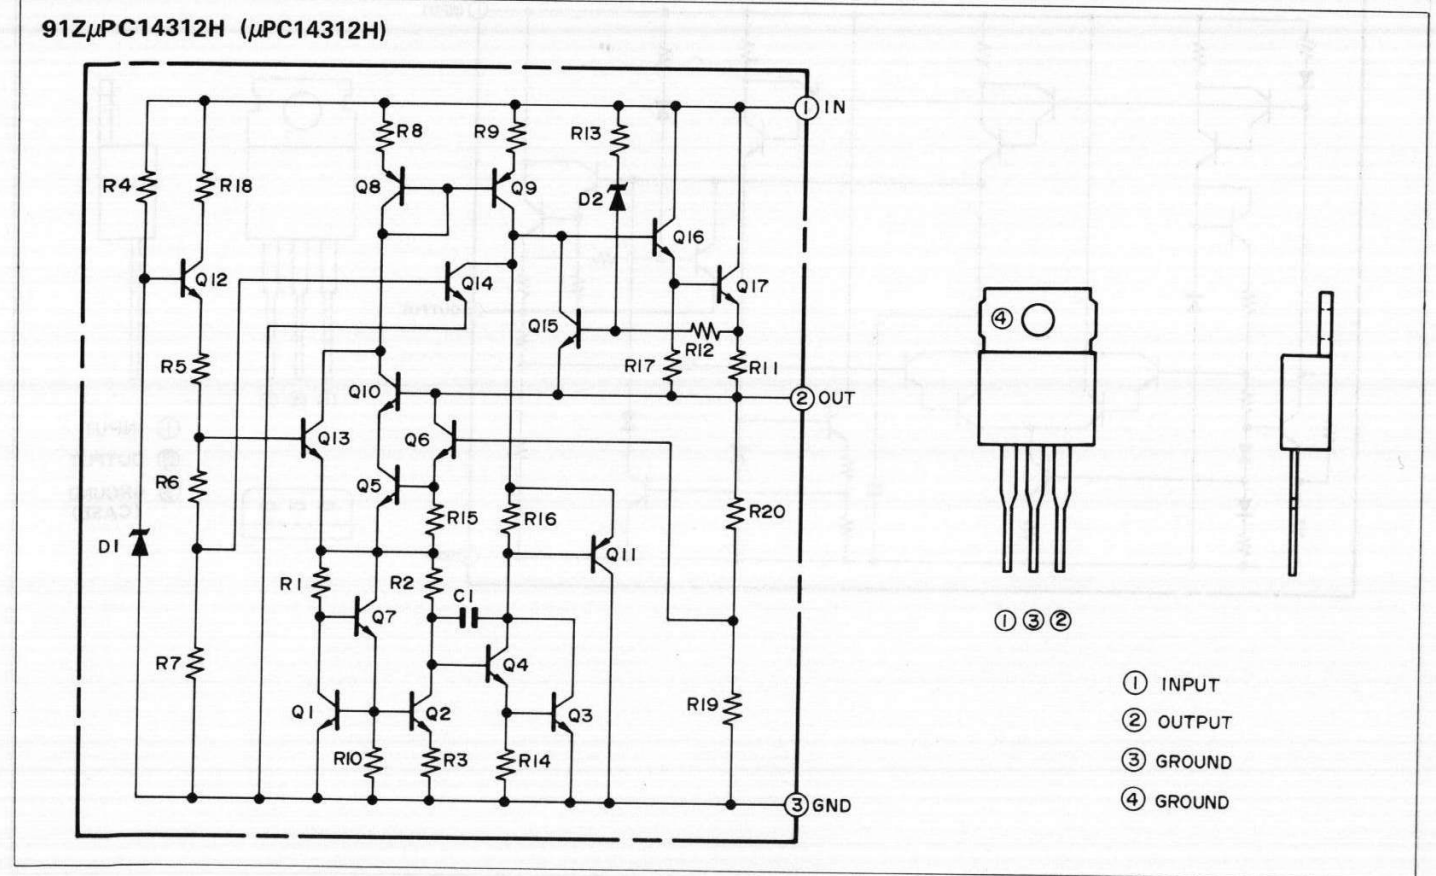 91ZμPC14312H (μPC14312H)
① IN
R8 R9 R13
R4 R18 Q8 Q9 D2
Q16
Q12 Q14 Q17
Q15
R12
R5 Q10 R17 R11
② OUT
Q13 Q6
R6 Q5
R15 R16 R20
D1 Q11
R1 R2
C1
Q7
R7 Q4
Q1 Q2 Q3 R19
R10 R3 R14
③ GND
④
① ③ ②
① INPUT
② OUTPUT
③ GROUND
④ GROUND